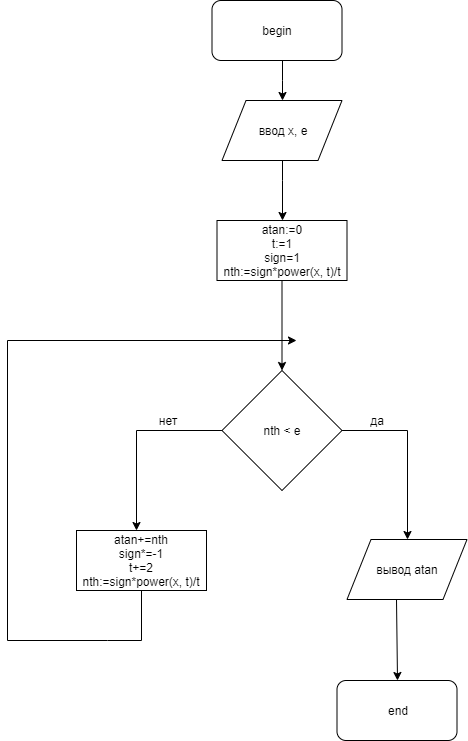 begin
ввод x, e
atan:=0
t:=1
sign=1
nth:=sign*power(x, t)/t
nth < e
нет
да
atan+=nth
sign*=-1
t+=2
nth:=sign*power(x, t)/t
вывод atan
end